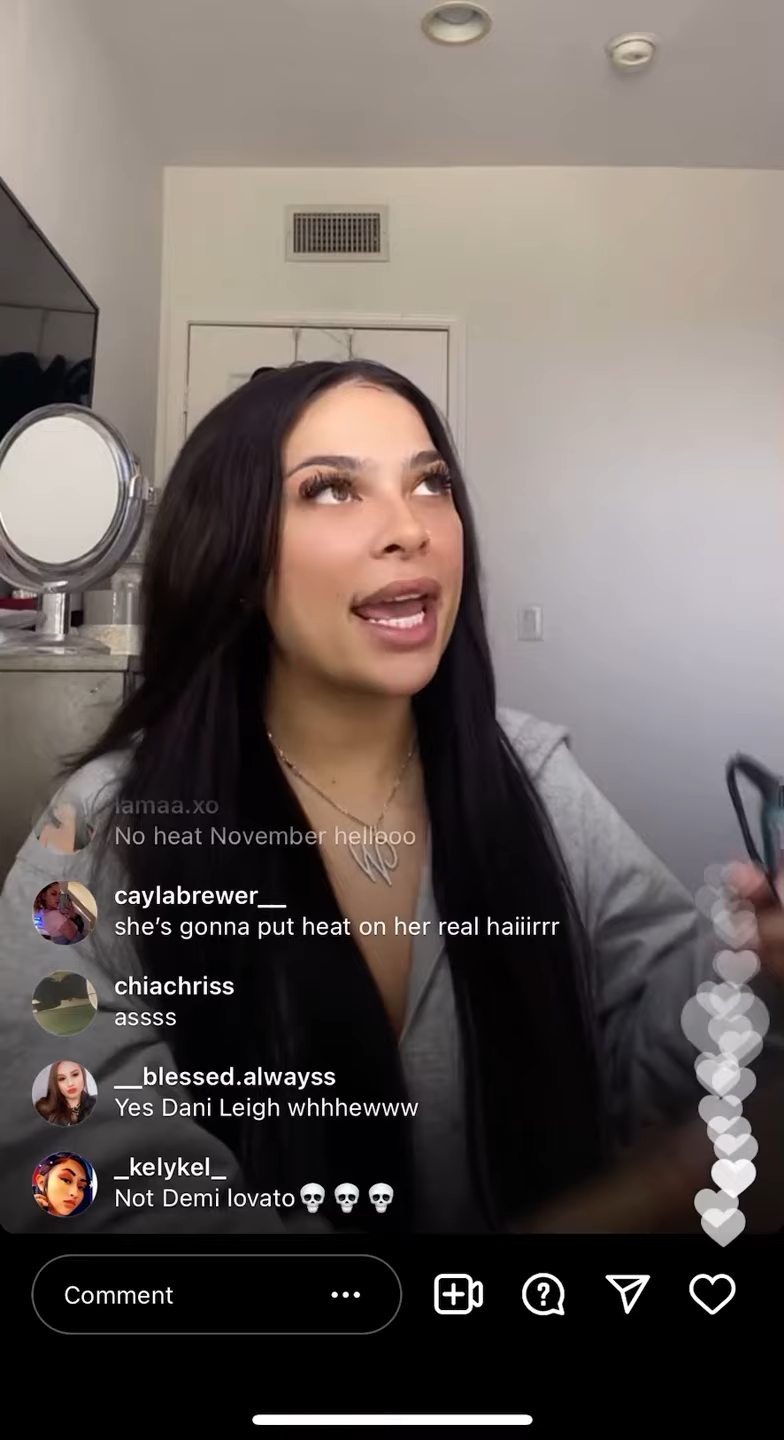 lamaa.xo
No heat November hellooo
caylabrewer__
she’s gonna put heat on her real haiiirrr
chiachriss
assss
__blessed.alwayss
Yes Dani Leigh whhhewww
_kelykel_
Not Demi lovato💀💀💀
Comment